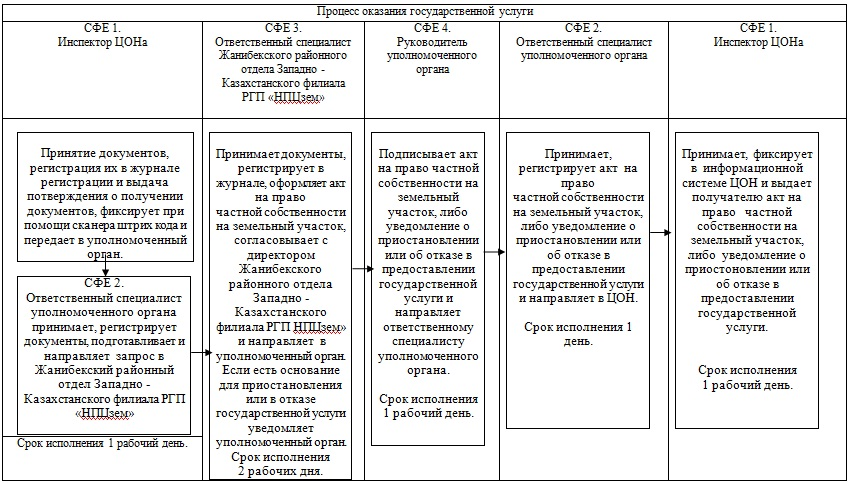 Процесс оказания государственной услуги
СФЕ 1.
Инспектор ЦОНа
СФЕ 3.
Ответственный специалист
Жанибекского районного
отдела Западно -
Казахстанского филиала
РГП «НПЦзем»
СФЕ 4.
Руководитель
уполномоченного
органа
СФЕ 2.
Ответственный специалист
уполномоченного органа
СФЕ 1.
Инспектор ЦОНа
Принятие документов,
регистрация их в журнале
регистрации и выдача
потверждения о получении
документов, фиксирует при
помощи сканера штрих кода и
передает в уполномоченный
орган.
СФЕ 2.
Ответственный специалист
уполномоченного органа
принимает, регистрирует
документы, подготавливает и
направляет запрос в
Жанибекский районный
отдел Западно -
Казахстанского филиала РГП
«НПЦзем»
Срок исполнения 1 рабочий день.
Принимает документы,
регистрирует в
журнале, оформляет акт
на право
частной собственности
на земельный участок,
согласовывает с
директором
Жанибекского
районного отдела
Западно -
Казахстанского
филиала РГП НПЦзем»
и направляет в
уполномоченный орган.
Если есть основание
для приостановления
или в отказе
государственной услуги
уведомляет
уполномоченный орган.
Срок исполнения
2 рабочих дня.
Подписывает акт
на право частной
собственности на
земельный
участок, либо
уведомление о
приостановлении
или об отказе в
предоставлении
государственной
услуги и
направляет
ответственному
специалисту
уполномоченного
органа.
Срок исполнения
1 рабочий день.
Принимает,
регистрирует акт на
право
частной собственности
на земельный участок,
либо уведомление о
приостановлении или
об отказе в
предоставлении
государственной услуги
и направляет в ЦОН.
Срок исполнения 1
день.
Принимает, фиксирует
в информационной
системе ЦОН и выдает
получателю акт на
право частной
собственности на
земельный участок,
либо уведомление о
приостоновлении или
об отказе в
предоставлении
государственной
услуги.
Срок исполнения
1 рабочий день.